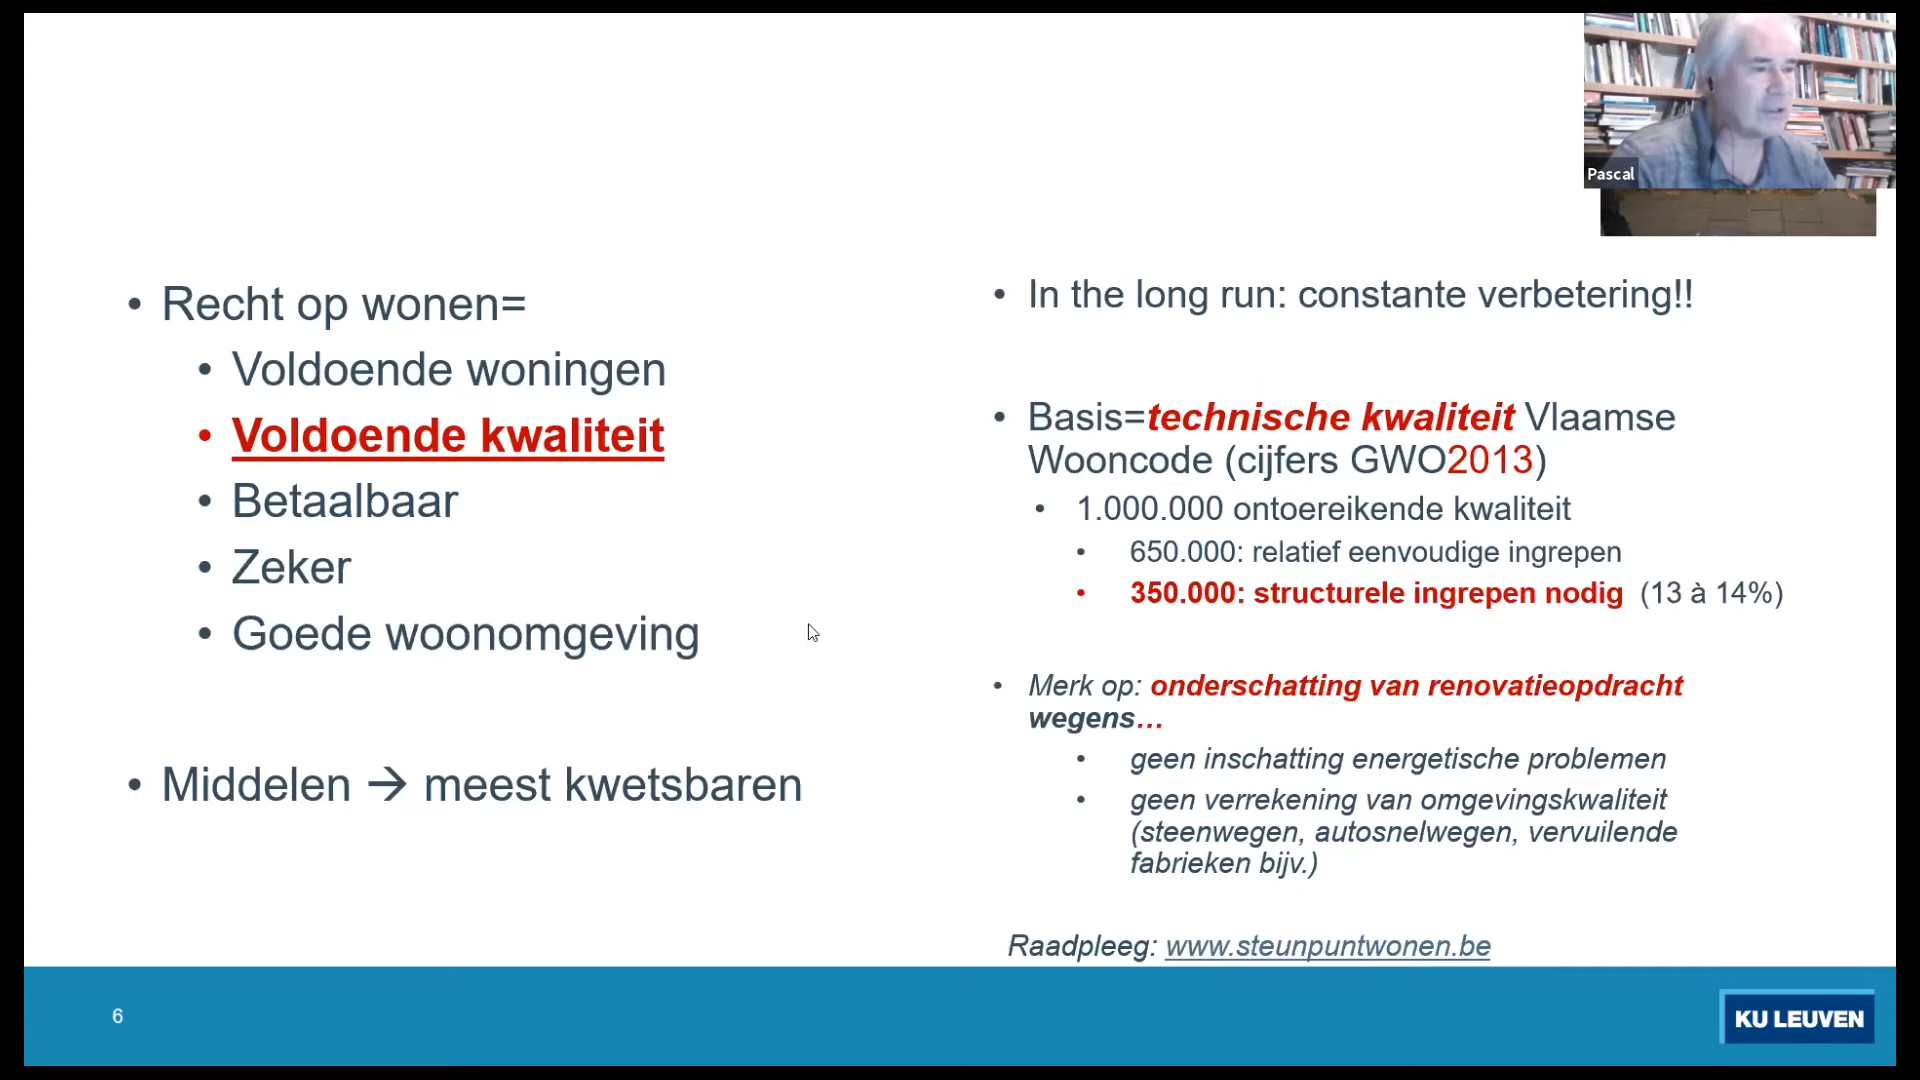 Pascal
• Recht op wonen=
• Voldoende woningen
• Voldoende kwaliteit
• Betaalbaar
• Zeker
• Goede woonomgeving
• Middelen → meest kwetsbaren
• In the long run: constante verbetering!!
• Basis=technische kwaliteit Vlaamse
Wooncode (cijfers GWO2013)
• 1.000.000 ontoereikende kwaliteit
• 650.000: relatief eenvoudige ingrepen
• 350.000: structurele ingrepen nodig (13 à 14%)
• Merk op: onderschatting van renovatieopdracht
wegens…
• geen inschatting energetische problemen
• geen verrekening van omgevingskwaliteit
(steenwegen, autosnelwegen, vervuilende
fabrieken bijv.)
Raadpleeg: www.steunpuntwonen.be
6
KU LEUVEN